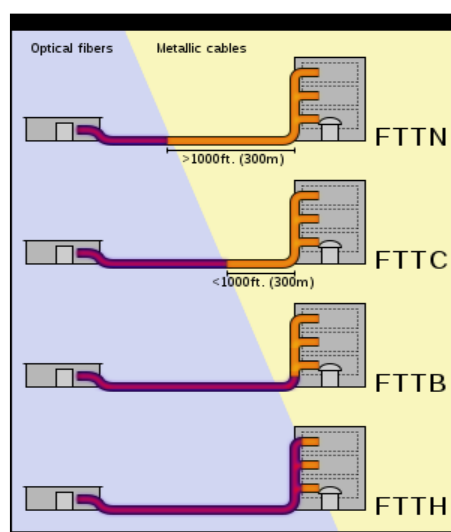 Optical fibers
Metallic cables
FTTN
>1000ft. (300m)
FTTC
<1000ft. (300m)
FTTB
FTTH